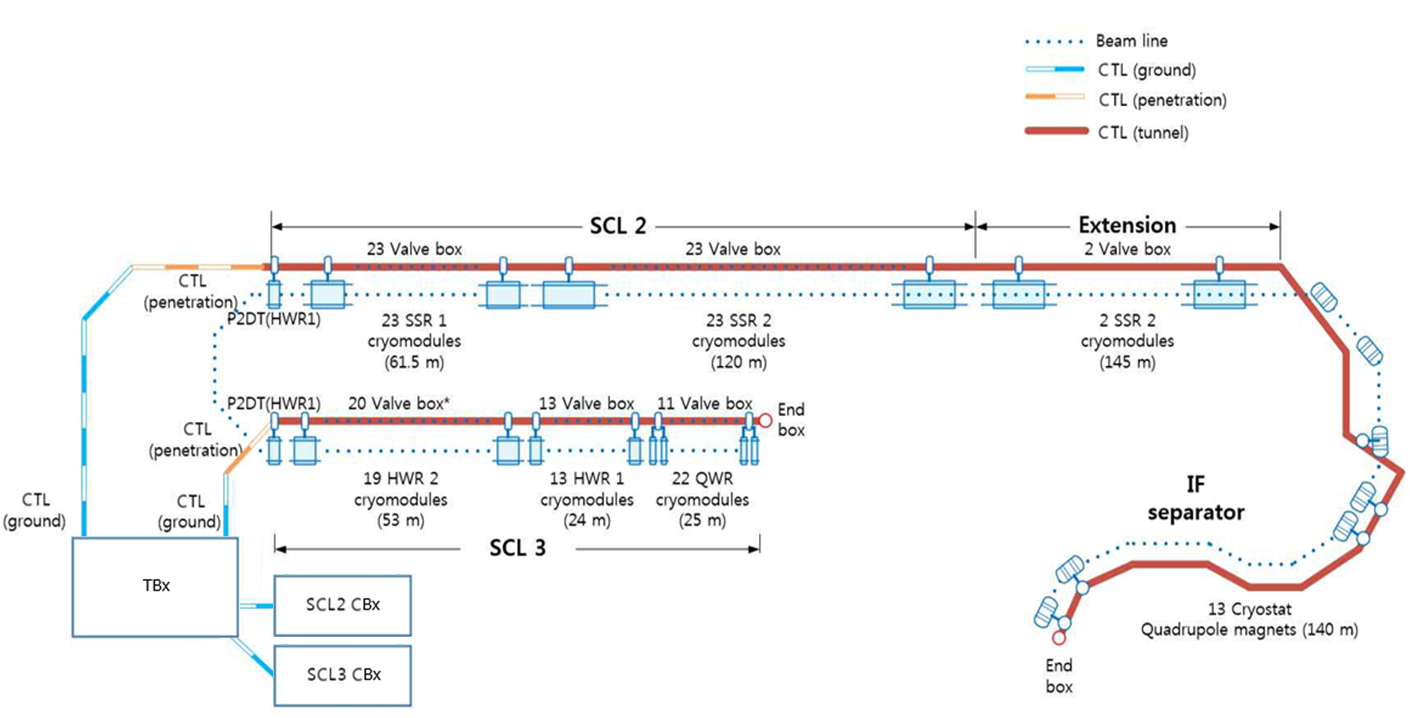 Beam line
CTL (ground)
CTL (penetration)
CTL (tunnel)
SCL 2
Extension
23 Valve box
23 Valve box
2 Valve box
CTL
(penetration)
P2DT(HWR1)
23 SSR 1
cryomodules
(61.5 m)
23 SSR 2
cryomodules
(120 m)
2 SSR 2
cryomodules
(145 m)
P2DT(HWR1)
20 Valve box*
13 Valve box
11 Valve box
End
box
CTL
(penetration)
19 HWR 2
cryomodules
(53 m)
13 HWR 1
cryomodules
(24 m)
22 QWR
cryomodules
(25 m)
CTL
(ground)
CTL
(ground)
SCL 3
IF
separator
TBx
SCL2 CBx
SCL3 CBx
13 Cryostat
Quadrupole magnets (140 m)
End
box